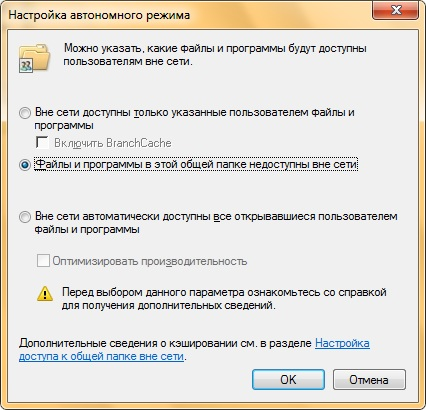 Настройка автономного режима
Можно указать, какие файлы и программы будут доступны
пользователям вне сети.
Вне сети доступны только указанные пользователем файлы и
программы
Включить BranchCache
Файлы и программы в этой общей папке недоступны вне сети
Вне сети автоматически доступны все открывавшиеся пользователем
файлы и программы
Оптимизировать производительность
Перед выбором данного параметра ознакомьтесь со справкой
для получения дополнительных сведений.
Дополнительные сведения о кэшировании см. в разделе Настройка
доступа к общей папке вне сети.
OK
Отмена